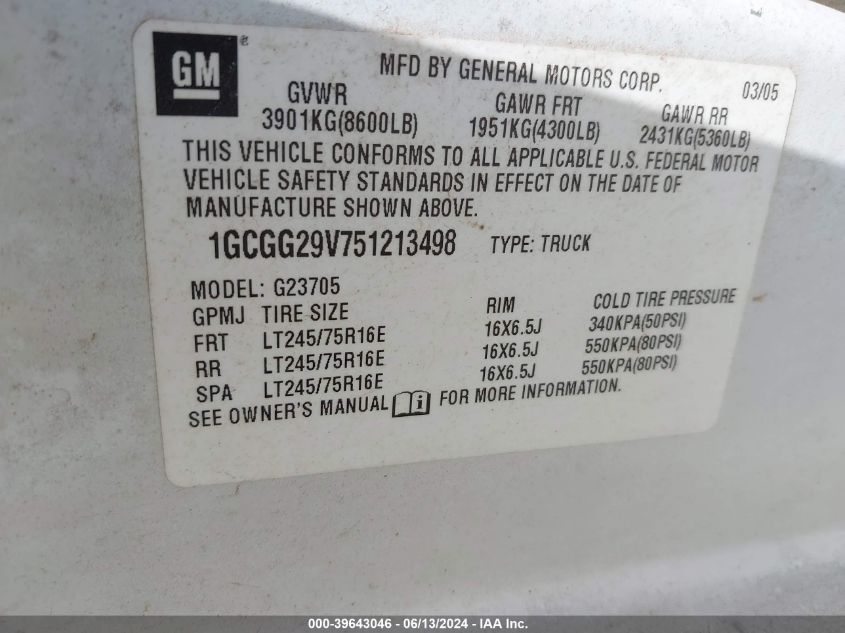 GM ®
MFD BY GENERAL MOTORS CORP. 03/05
GVWR GAWR FRT GAWR RR
3901KG(8600LB) 1951KG(4300LB) 2431KG(5360LB)
THIS VEHICLE CONFORMS TO ALL APPLICABLE U.S. FEDERAL MOTOR
VEHICLE SAFETY STANDARDS IN EFFECT ON THE DATE OF
MANUFACTURE SHOWN ABOVE.
1GCGG29V751213498 TYPE: TRUCK
MODEL: G23705
GPMJ TIRE SIZE RIM COLD TIRE PRESSURE
FRT LT245/75R16E 16X6.5J 340KPA(50PSI)
RR LT245/75R16E 16X6.5J 550KPA(80PSI)
SPA LT245/75R16E 16X6.5J 550KPA(80PSI)
SEE OWNER'S MANUAL i FOR MORE INFORMATION.
000-39643046 - 06/13/2024 - IAA Inc.